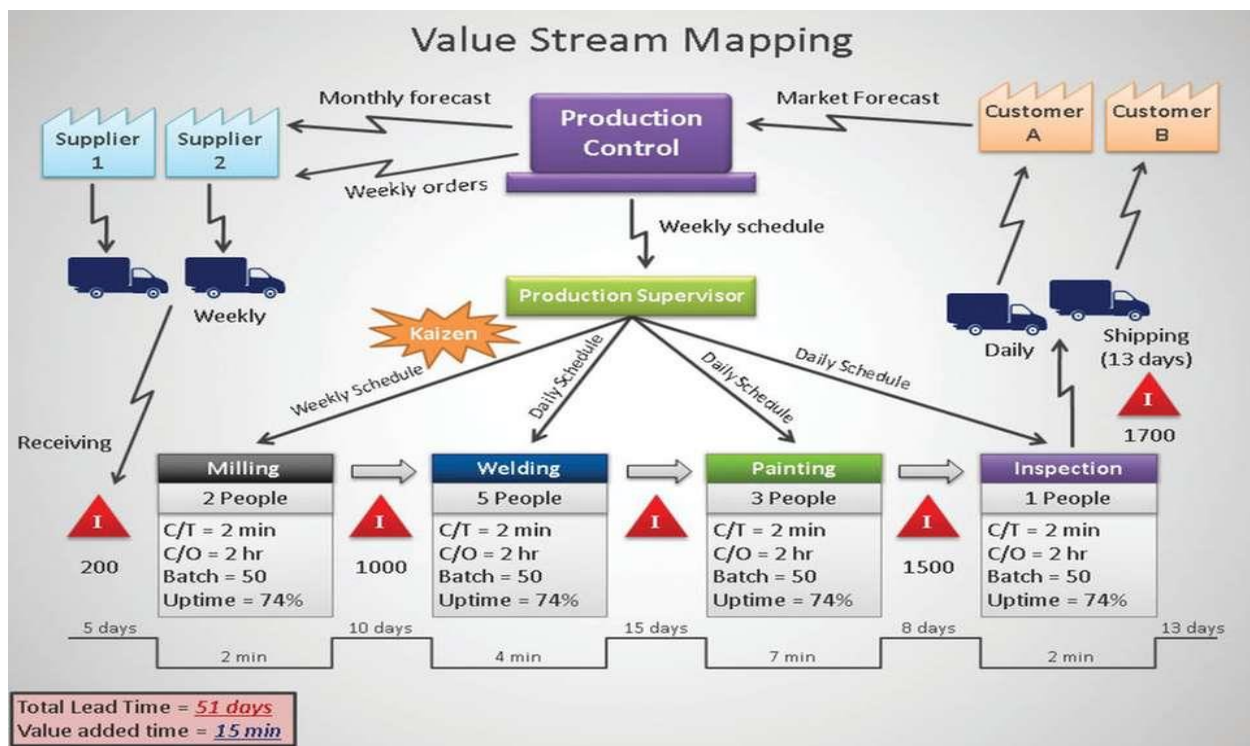 Value Stream Mapping
Supplier
1
Supplier
2
Monthly forecast
Weekly orders
Production
Control
Market Forecast
Customer
A
Customer
B
Weekly schedule
Weekly
Production Supervisor
Kaizen
Daily
Shipping
(13 days)
I
1700
Weekly Schedule
Daily Schedule
Daily Schedule
Daily Schedule
Receiving
I
200
Milling
2 People
C/T = 2 min
C/O = 2 hr
Batch = 50
Uptime = 74%
I
1000
Welding
5 People
C/T = 2 min
C/O = 2 hr
Batch = 50
Uptime = 74%
I
Painting
3 People
C/T = 2 min
C/O = 2 hr
Batch = 50
Uptime = 74%
I
1500
Inspection
1 People
C/T = 2 min
C/O = 2 hr
Batch = 50
Uptime = 74%
5 days
2 min
10 days
4 min
15 days
7 min
8 days
2 min
13 days
Total Lead Time = 51 days
Value added time = 15 min